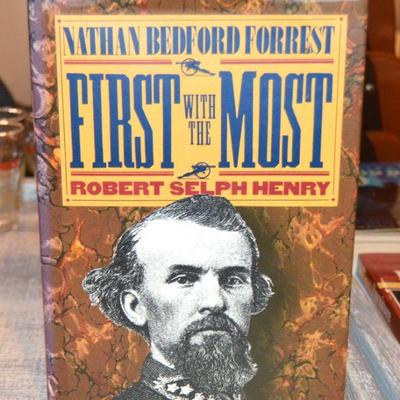 NATHAN BEDFORD FORREST
FIRST WITH THE MOST
ROBERT SELPH HENRY